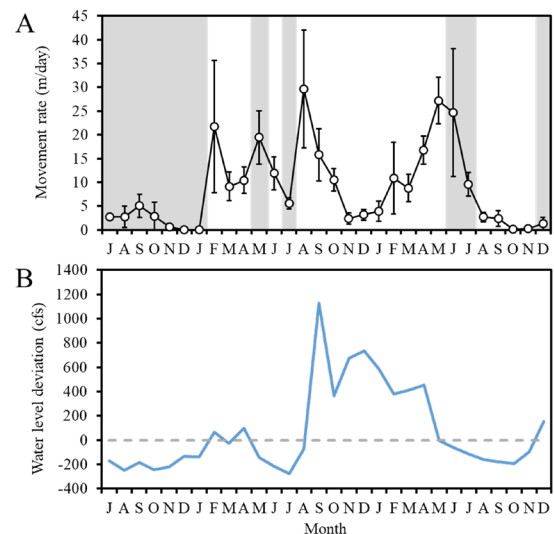 A
Movement rate (m/day)
45
40
35
30
25
20
15
10
5
0
J A S O N D J F M A M J J A S O N D J F M A M J J A S O N D
B
Water level deviation (cfs)
1400
1200
1000
800
600
400
200
0
-200
-400
J A S O N D J F M A M J J A S O N D J F M A M J J A S O N D
Month